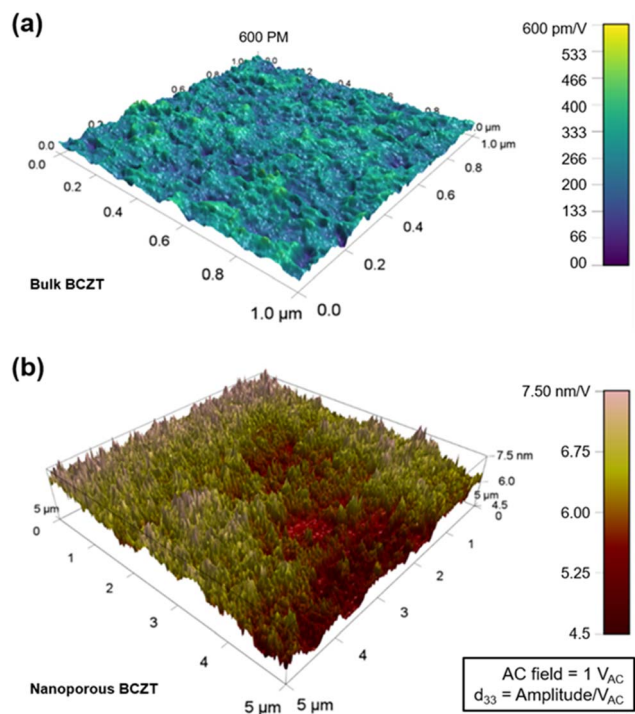 (a)
600 PM
0.0
0.2
0.4
0.6
0.8
1.0 µm
0.0
0.2
0.4
0.6
0.8
1.0 µm
Bulk BCZT
600 pm/V
533
466
400
333
266
200
133
66
00
(b)
7.5 nm
6.0
4.5
5 µm
0
1
2
3
4
5 µm
5 µm
4
3
2
1
0
5 µm
Nanoporous BCZT
7.50 nm/V
6.75
6.00
5.25
4.5
AC field = 1 V_AC
d₃₃ = Amplitude/V_AC